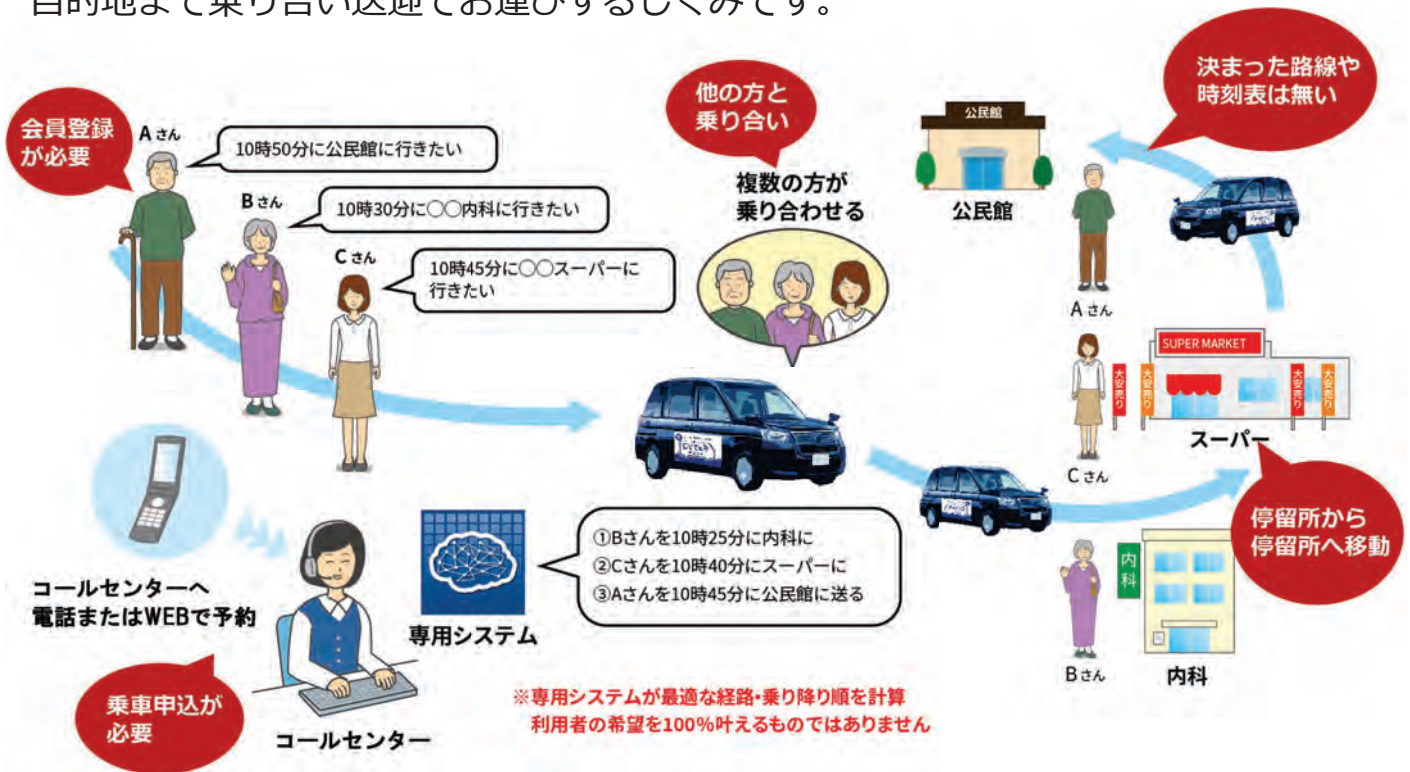 目的地まで乗り合い送迎でお運びするしくみです。
会員登録
が必要
Aさん
10時50分に公民館に行きたい
Bさん
10時30分に〇〇内科に行きたい
Cさん
10時45分に〇〇スーパーに
行きたい
他の方と
乗り合い
複数の方が
乗り合わせる
決まった路線や
時刻表は無い
公民館
公民館
Aさん
SUPER MARKET
大安売り
大安売り
大安売り
大安売り
スーパー
Cさん
停留所から
停留所へ移動
内科
Bさん
内科
コールセンターへ
電話またはWEBで予約
乗車申込が
必要
コールセンター
専用システム
①Bさんを10時25分に内科に
②Cさんを10時40分にスーパーに
③Aさんを10時45分に公民館に送る
※専用システムが最適な経路・乗り降り順を計算
利用者の希望を100%叶えるものではありません